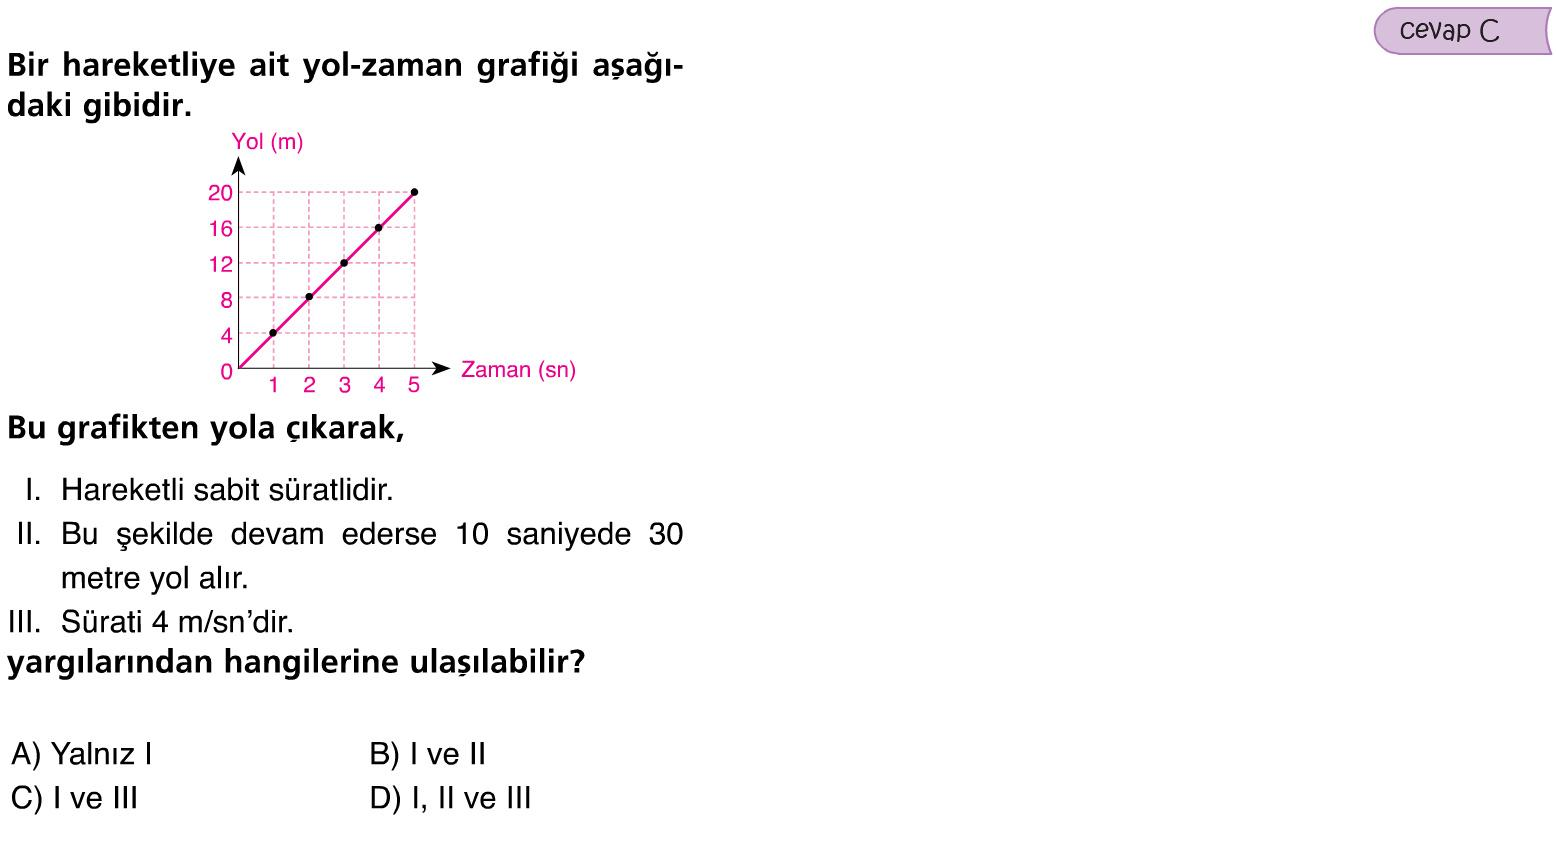 cevap C
Bir hareketliye ait yol-zaman grafiği aşağı-
daki gibidir.
Yol (m)
20
16
12
8
4
0
1 2 3 4 5
Zaman (sn)
Bu grafikten yola çıkarak,
I. Hareketli sabit süratlidir.
II. Bu şekilde devam ederse 10 saniyede 30
metre yol alır.
III. Sürati 4 m/sn’dir.
yargılarından hangilerine ulaşılabilir?
A) Yalnız I B) I ve II
C) I ve III D) I, II ve III